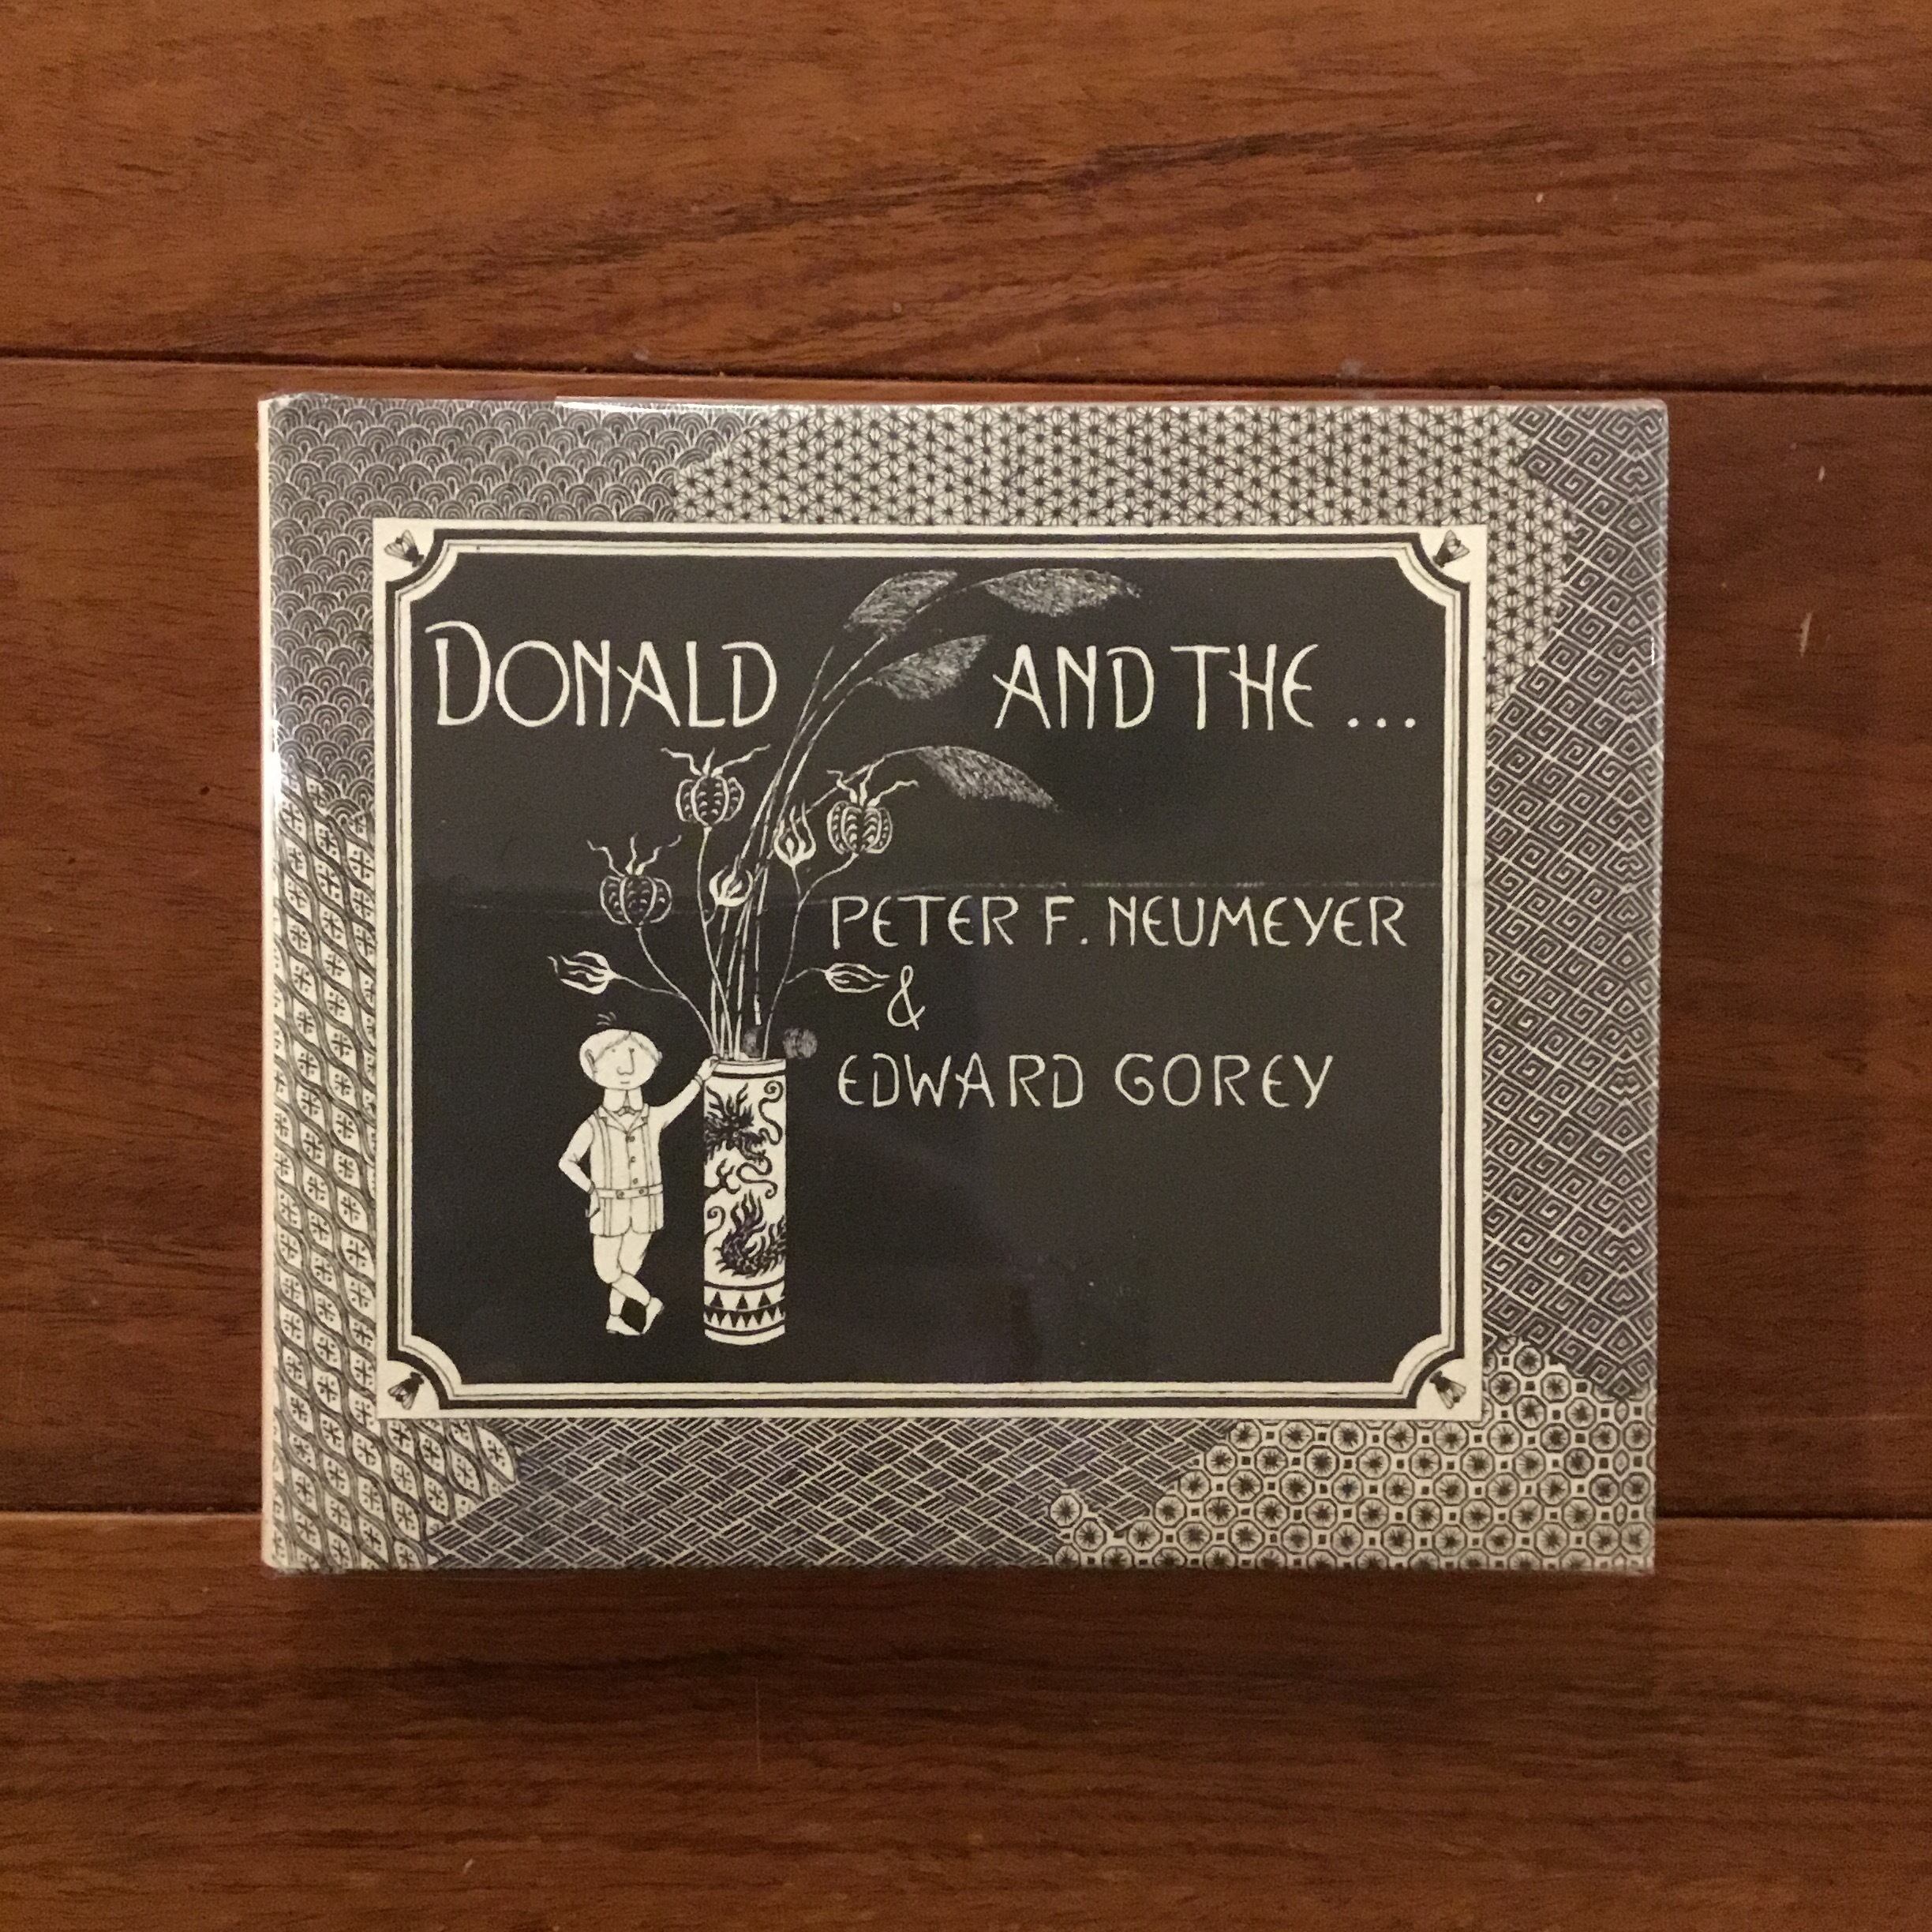 DONALD AND THE...
PETER F. NEUMEYER
&
EDWARD GOREY